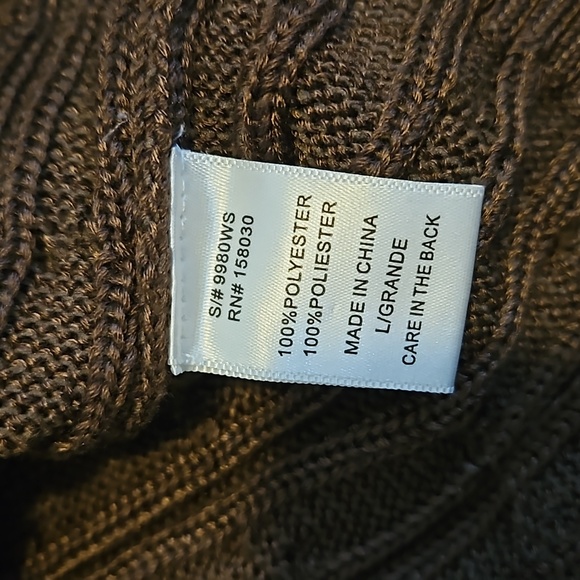 S/# 9980WS
RN# 158030
100%POLYESTER
100%POLIESTER
MADE IN CHINA
L/GRANDE
CARE IN THE BACK